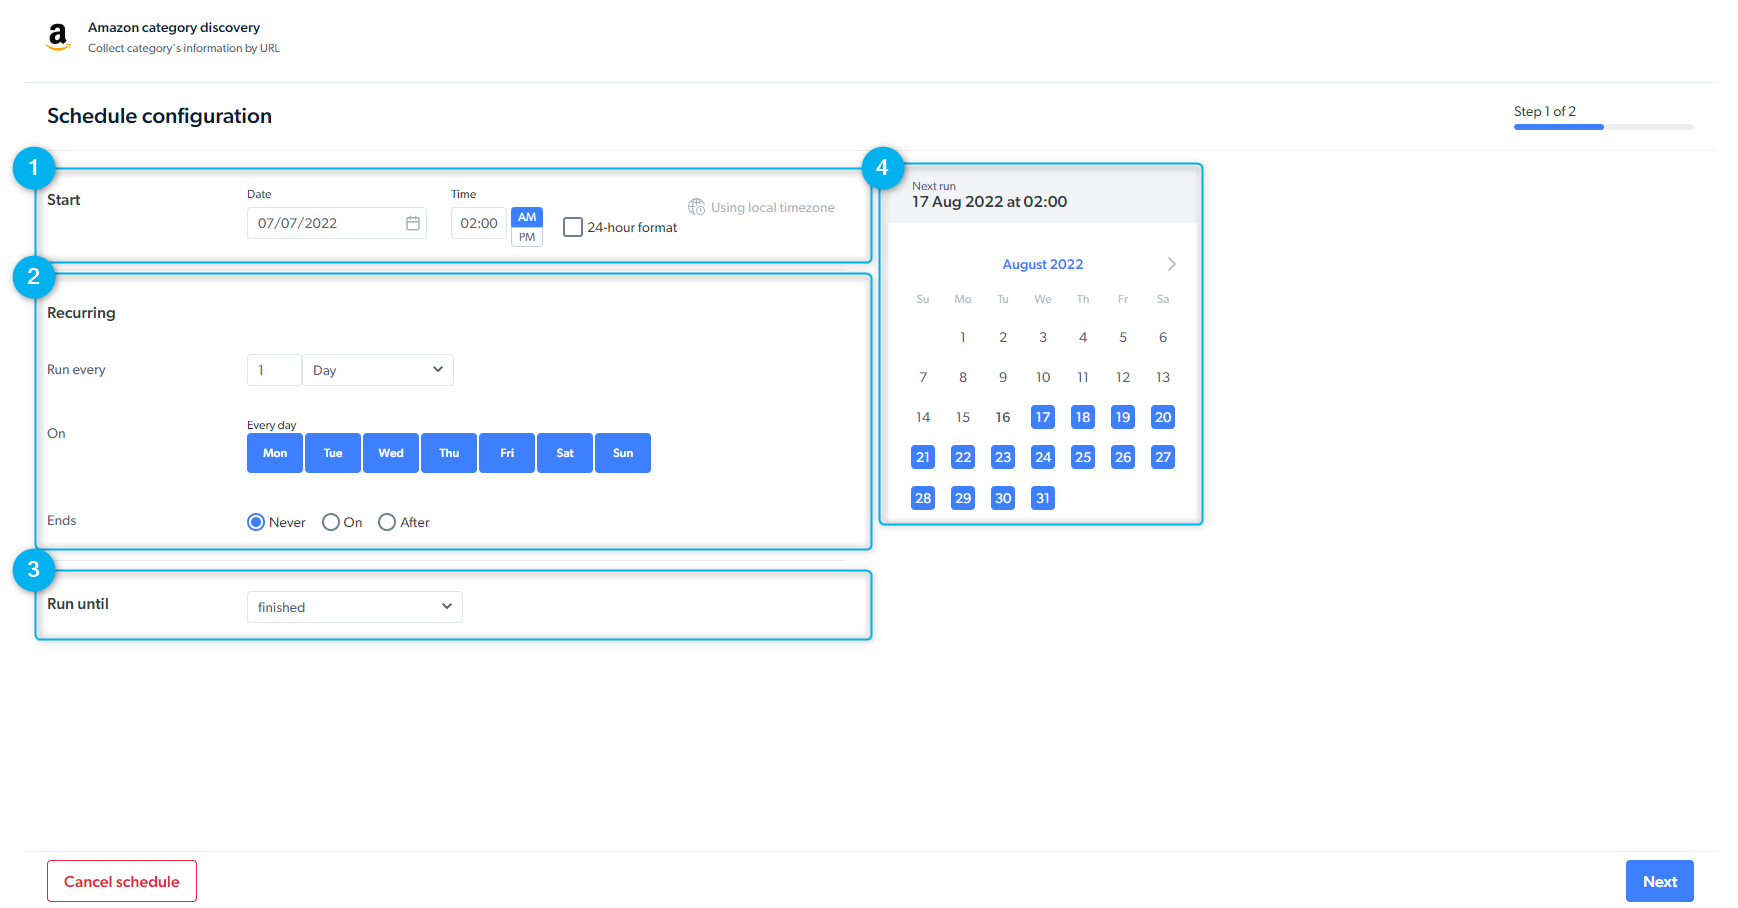 Amazon category discovery
Collect category's information by URL
Schedule configuration
Step 1 of 2
1
Start
Date
07/07/2022
Time
02:00
AM
PM
24-hour format
Using local timezone
2
Recurring
Run every
1
Day
On
Every day
Mon Tue Wed Thu Fri Sat Sun
Ends
Never On After
3
Run until
finished
4
Next run
17 Aug 2022 at 02:00
August 2022
Su Mo Tu We Th Fr Sa
1 2 3 4 5 6
7 8 9 10 11 12 13
14 15 16 17 18 19 20
21 22 23 24 25 26 27
28 29 30 31
Cancel schedule
Next